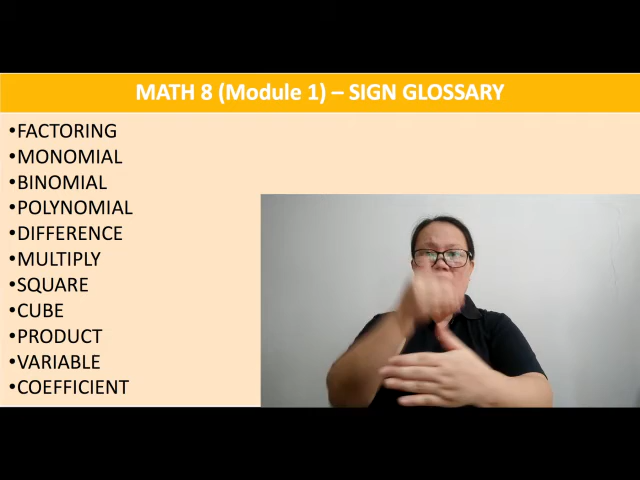 MATH 8 (Module 1) – SIGN GLOSSARY
•FACTORING
•MONOMIAL
•BINOMIAL
•POLYNOMIAL
•DIFFERENCE
•MULTIPLY
•SQUARE
•CUBE
•PRODUCT
•VARIABLE
•COEFFICIENT